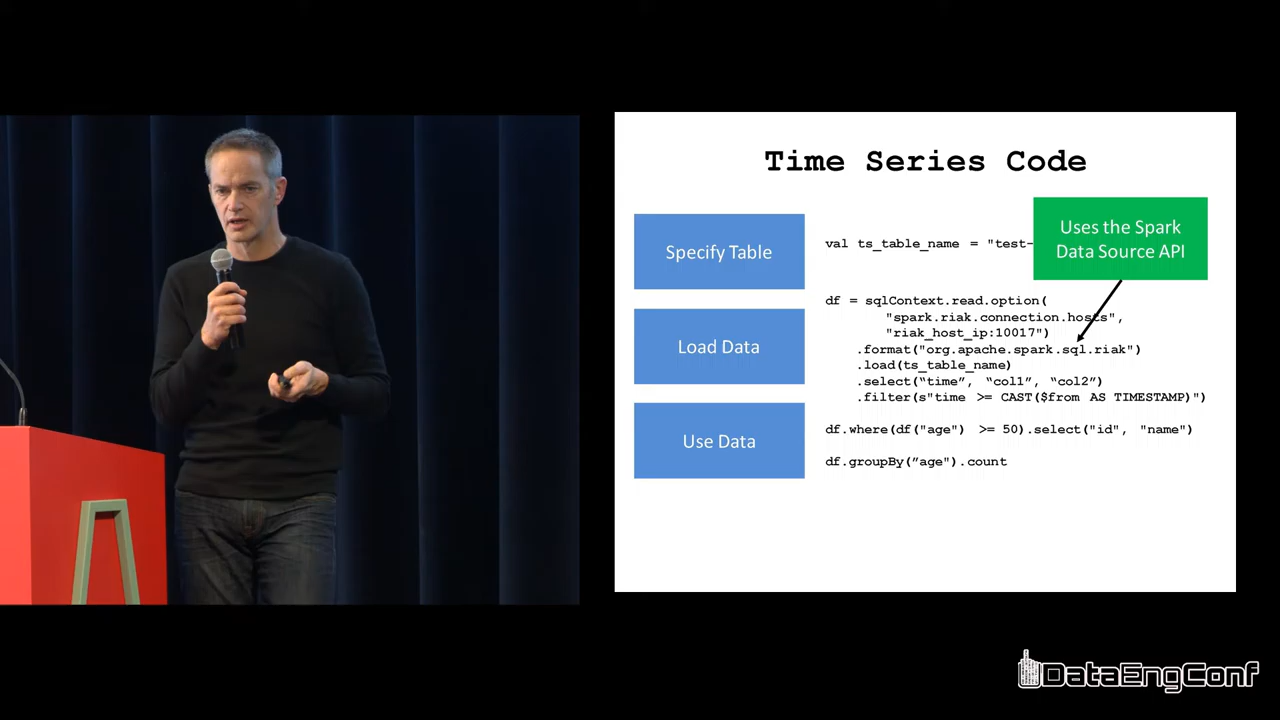 Time Series Code
Specify Table
val ts_table_name = "test-
Uses the Spark
Data Source API
Load Data
df = sqlContext.read.option(
"spark.riak.connection.hosts",
"riak_host_ip:10017")
.format("org.apache.spark.sql.riak")
.load(ts_table_name)
.select(“time”, “col1”, “col2”)
.filter(s"time >= CAST($from AS TIMESTAMP)")
Use Data
df.where(df("age") >= 50).select("id", "name")
df.groupBy(”age").count
DataEngConf